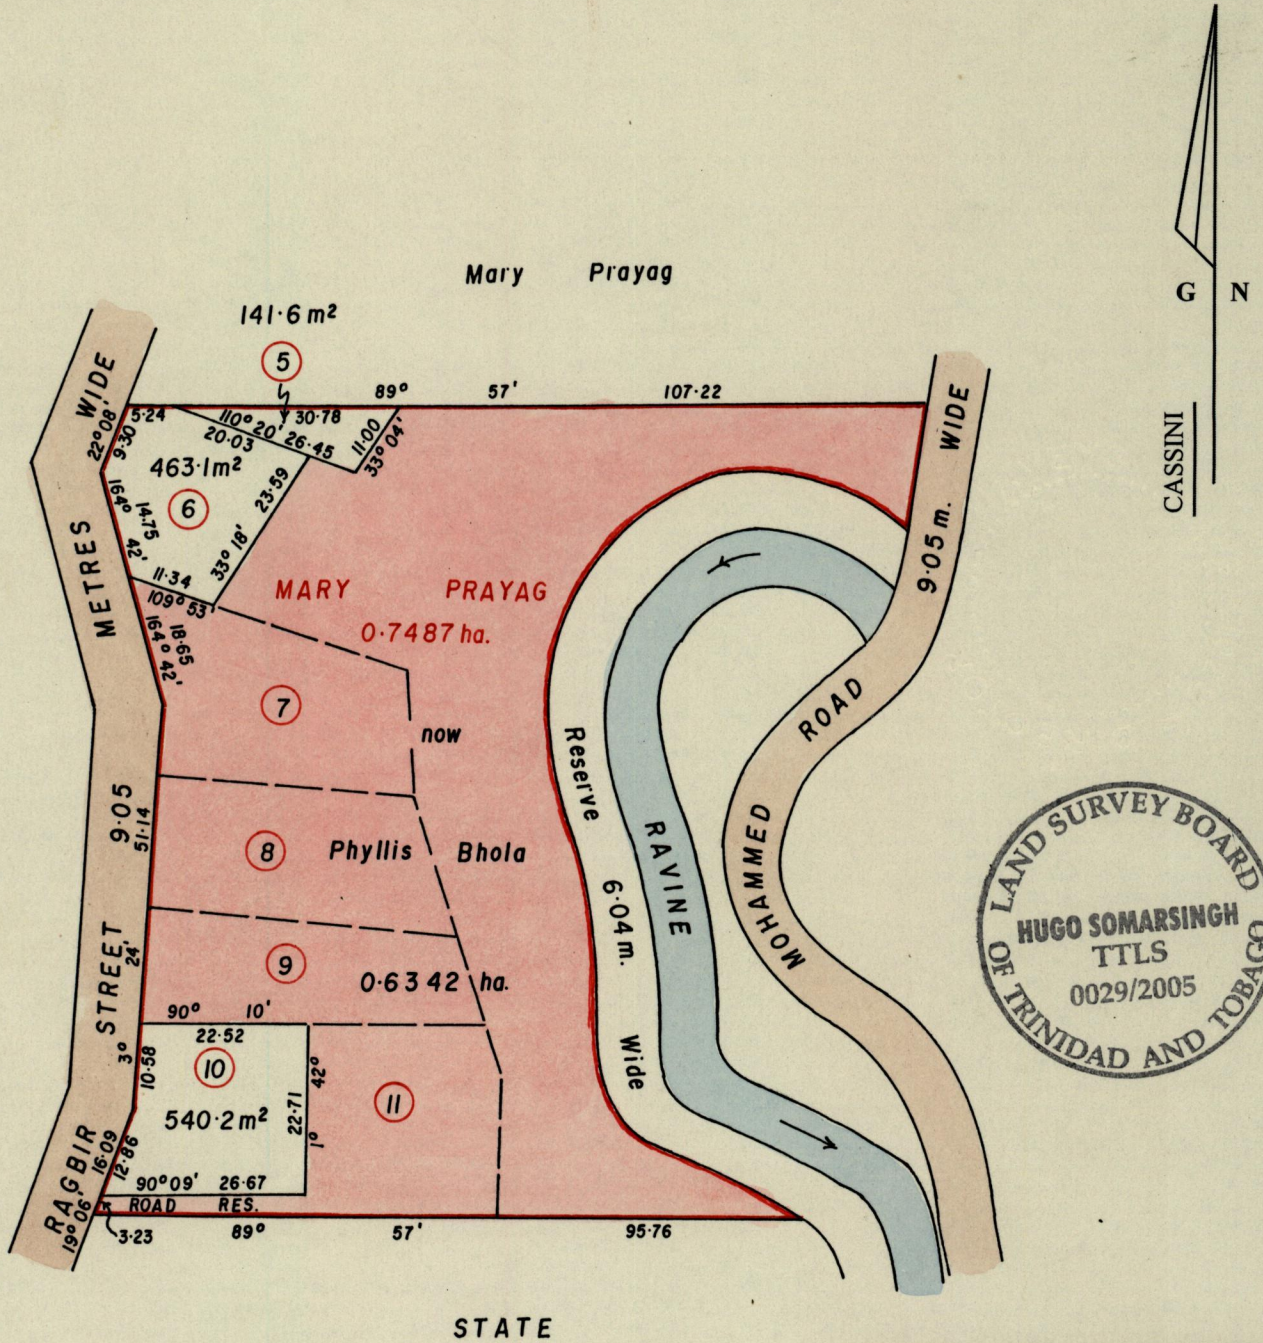 G N
CASSINI
Mary Prayag
141·6 m²
5
89° 57' 107·22
5·24
30·78
110° 20' 26·45
20·03
11·00
33° 04'
22° 08'
9·30
463·1m²
6
23·59
33° 18'
164° 42'
14·75
11·34
109° 53'
18·65
164° 42'
MARY PRAYAG
0·7487 ha.
7
now
8
Phyllis Bhola
9
0·6342 ha.
90° 10'
22·52
10
540·2 m²
10·58
42°
22·71
1°
11
12·86
16·09
90° 09' 26·67
ROAD RES.
3·23
89° 57' 95·76
19° 06'
51·14
3° 24'
RAGBIR STREET 9·05 METRES WIDE
Reserve 6·04 m. Wide
RAVINE
MOHAMMED ROAD 9·05 m. WIDE
LAND SURVEY BOARD
HUGO SOMARSINGH
TTLS
0029/2005
OF TRINIDAD AND TOBAGO
STATE